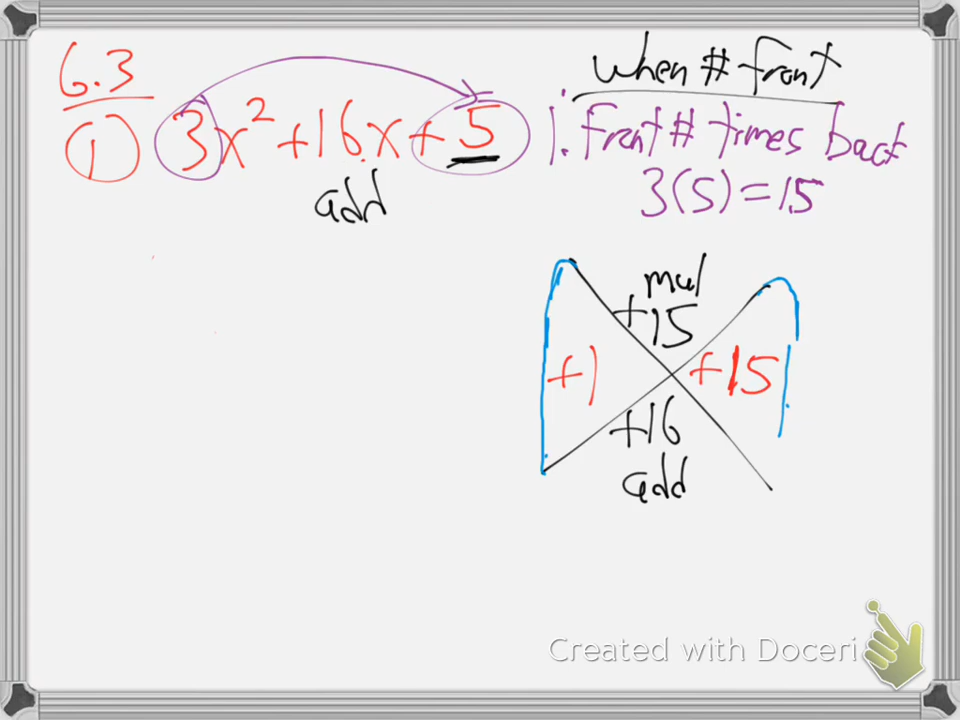 6.3
when # front
1 3x² + 16x + 5
add
1. Front # times back
3(5) = 15
mul
+15
+1
+15
+16
add
Created with Doceri